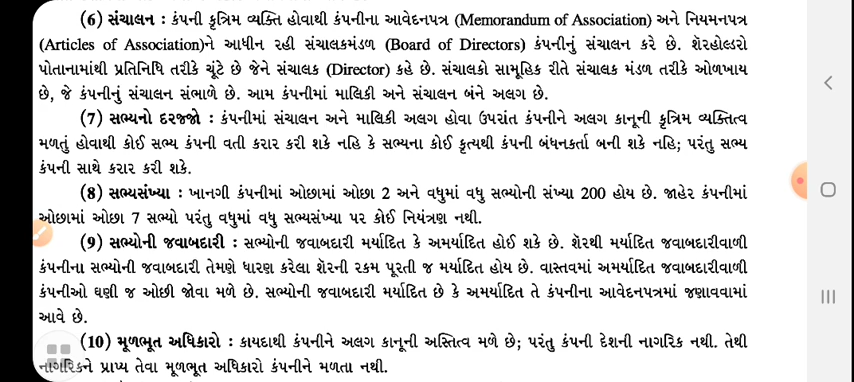 (6) સંચાલન : કંપની કૃત્રિમ વ્યક્તિ હોવાથી કંપનીના આવેદનપત્ર (Memorandum of Association) અને નિયમનપત્ર
(Articles of Association)ને આધીન રહી સંચાલકમંડળ (Board of Directors) કંપનીનું સંચાલન કરે છે. શૅરહોલ્ડરો
પોતાનામાંથી પ્રતિનિધિ તરીકે ચૂંટે છે જેને સંચાલક (Director) કહે છે. સંચાલકો સામૂહિક રીતે સંચાલક મંડળ તરીકે ઓળખાય
છે, જે કંપનીનું સંચાલન સંભાળે છે. આમ કંપનીમાં માલિકી અને સંચાલન બંને અલગ છે.
(7) સભ્યનો દરજ્જો : કંપનીમાં સંચાલન અને માલિકી અલગ હોવા ઉપરાંત કંપનીને અલગ કાનૂની કૃત્રિમ વ્યક્તિત્વ
મળતું હોવાથી કોઈ સભ્ય કંપની વતી કરાર કરી શકે નહિ કે સભ્યના કોઈ કૃત્યથી કંપની બંધનકર્તા બની શકે નહિ; પરંતુ સભ્ય
કંપની સાથે કરાર કરી શકે.
(8) સભ્યસંખ્યા : ખાનગી કંપનીમાં ઓછામાં ઓછા 2 અને વધુમાં વધુ સભ્યોની સંખ્યા 200 હોય છે. જાહેર કંપનીમાં
ઓછામાં ઓછા 7 સભ્યો પરંતુ વધુમાં વધુ સભ્યસંખ્યા પર કોઈ નિયંત્રણ નથી.
(9) સભ્યોની જવાબદારી : સભ્યોની જવાબદારી મર્યાદિત કે અમર્યાદિત હોઈ શકે છે. શૅરથી મર્યાદિત જવાબદારીવાળી
કંપનીના સભ્યોની જવાબદારી તેમણે ધારણ કરેલા શૅરની રકમ પૂરતી જ મર્યાદિત હોય છે. વાસ્તવમાં અમર્યાદિત જવાબદારીવાળી
કંપનીઓ ઘણી જ ઓછી જોવા મળે છે. સભ્યોની જવાબદારી મર્યાદિત છે કે અમર્યાદિત તે કંપનીના આવેદનપત્રમાં જણાવવામાં
આવે છે.
(10) મૂળભૂત અધિકારો : કાયદાથી કંપનીને અલગ કાનૂની અસ્તિત્વ મળે છે; પરંતુ કંપની દેશની નાગરિક નથી. તેથી
નાગરિકને પ્રાપ્ય તેવા મૂળભૂત અધિકારો કંપનીને મળતા નથી.